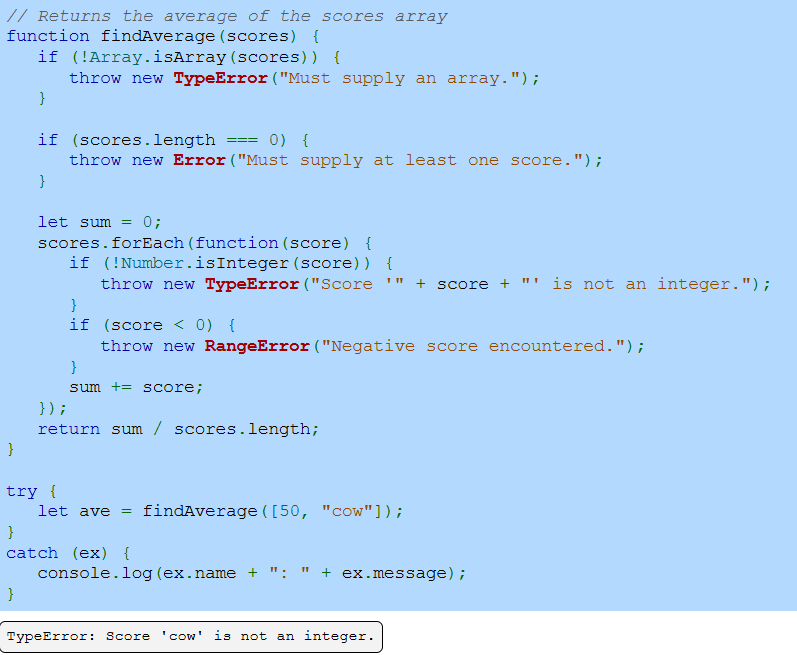 // Returns the average of the scores array
function findAverage(scores) {
   if (!Array.isArray(scores)) {
      throw new TypeError("Must supply an array.");
   }

   if (scores.length === 0) {
      throw new Error("Must supply at least one score.");
   }

   let sum = 0;
   scores.forEach(function(score) {
      if (!Number.isInteger(score)) {
         throw new TypeError("Score '" + score + "' is not an integer.");
      }
      if (score < 0) {
         throw new RangeError("Negative score encountered.");
      }
      sum += score;
   });
   return sum / scores.length;
}

try {
   let ave = findAverage([50, "cow"]);
}
catch (ex) {
   console.log(ex.name + ": " + ex.message);
}
TypeError: Score 'cow' is not an integer.